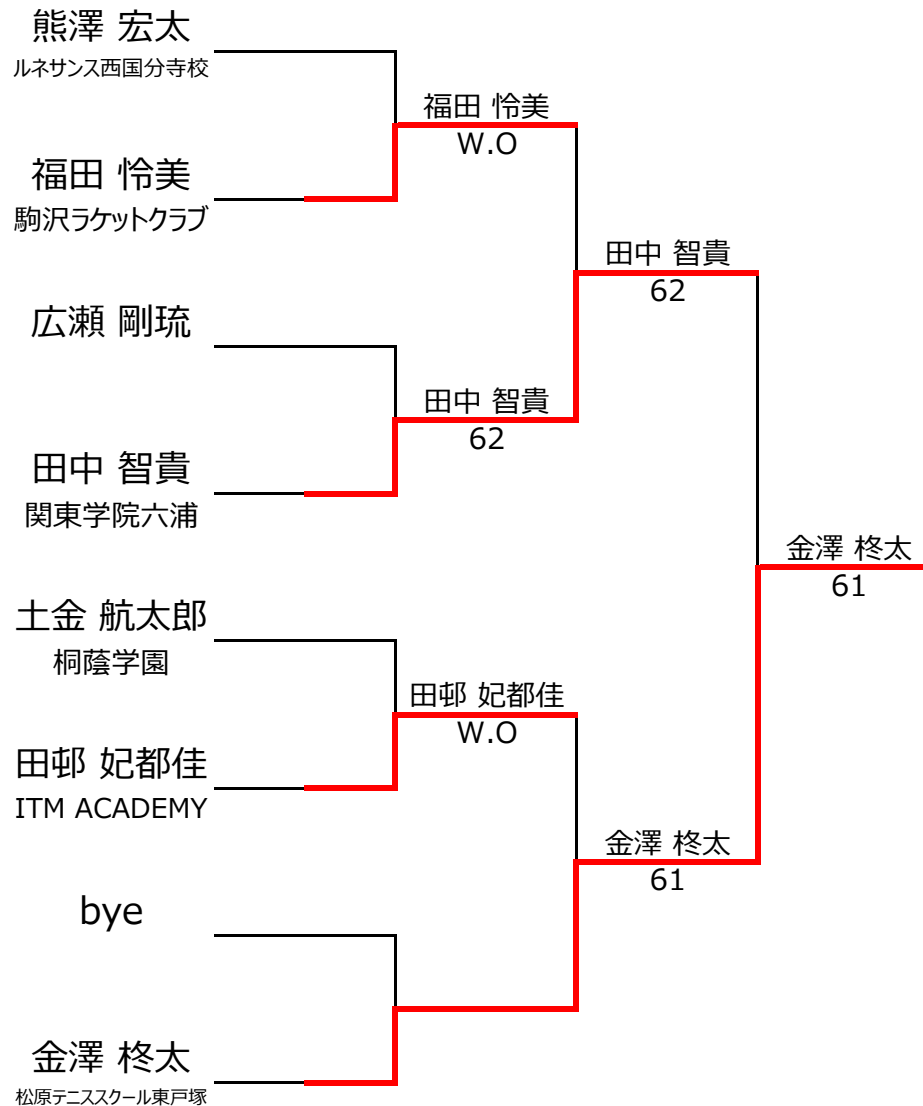 熊澤 宏太
ルネサンス西国分寺校
福田 怜美
W.O
福田 怜美
駒沢ラケットクラブ
田中 智貴
62
広瀬 剛琉
田中 智貴
62
田中 智貴
関東学院六浦
金澤 柊太
61
土金 航太郎
桐蔭学園
田邨 妃都佳
W.O
田邨 妃都佳
ITM ACADEMY
金澤 柊太
61
bye
金澤 柊太
松原テニススクール東戸塚